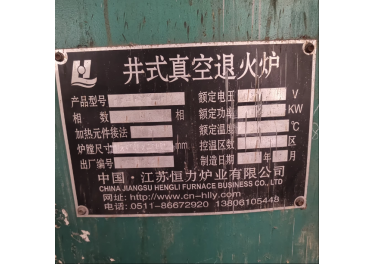 井式真空退火炉
产品型号 额定电压 V
相数 额定功率 KW
加热元件接法 额定温度 ℃
炉膛尺寸 mm 控温区数
出厂编号 制造日期 年 月
中国·江苏恒力炉业有限公司
CHINA JIANGSU HENGLI FURNACE BUSINESS CO., LTD
网址: http://www.cn-hlly.com
电话: 0511-86672920 13806105448